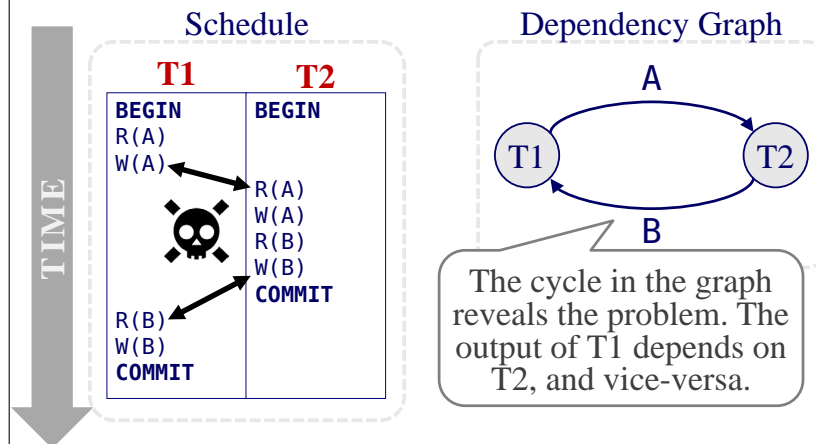 Schedule
Dependency Graph
TIME
T1
T2
BEGIN
R(A)
W(A)
R(B)
W(B)
COMMIT
BEGIN
R(A)
W(A)
R(B)
W(B)
COMMIT
A
T1
T2
B
The cycle in the graph
reveals the problem. The
output of T1 depends on
T2, and vice-versa.